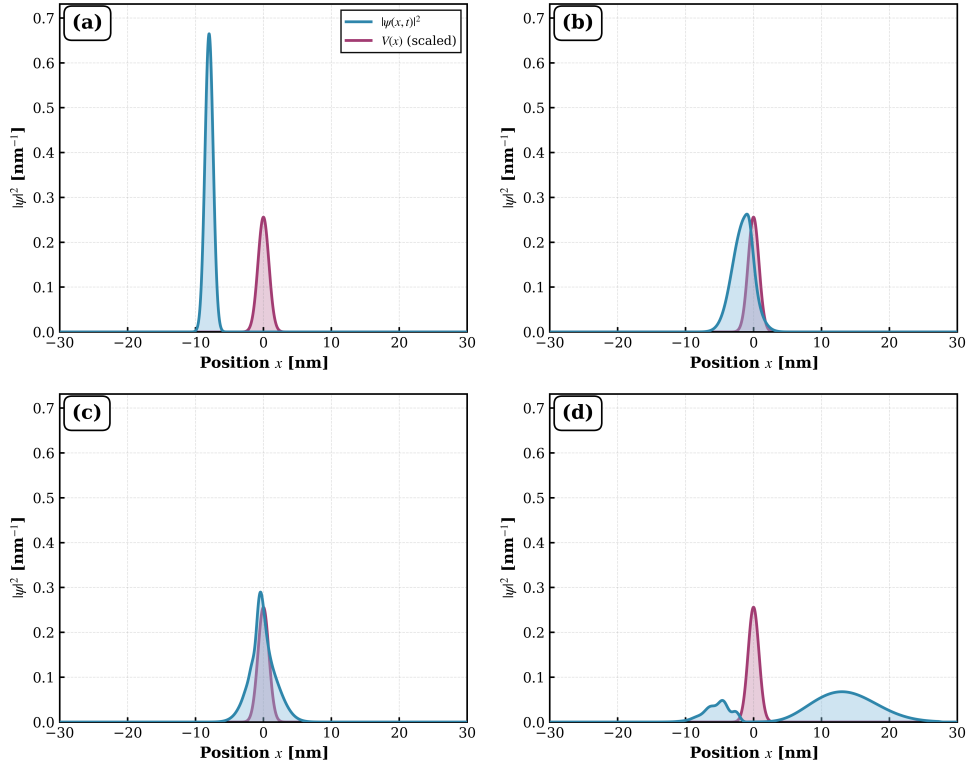 (a)
|ψ(x, t)|²
V(x) (scaled)
|ψ|² [nm⁻¹]
0.7
0.6
0.5
0.4
0.3
0.2
0.1
0.0
−30 −20 −10 0 10 20 30
Position x [nm]
(b)
|ψ|² [nm⁻¹]
0.7
0.6
0.5
0.4
0.3
0.2
0.1
0.0
−30 −20 −10 0 10 20 30
Position x [nm]
(c)
|ψ|² [nm⁻¹]
0.7
0.6
0.5
0.4
0.3
0.2
0.1
0.0
−30 −20 −10 0 10 20 30
Position x [nm]
(d)
|ψ|² [nm⁻¹]
0.7
0.6
0.5
0.4
0.3
0.2
0.1
0.0
−30 −20 −10 0 10 20 30
Position x [nm]